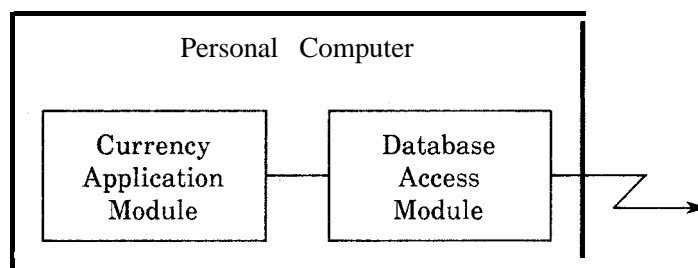 Personal Computer
Currency
Application
Module
Database
Access
Module